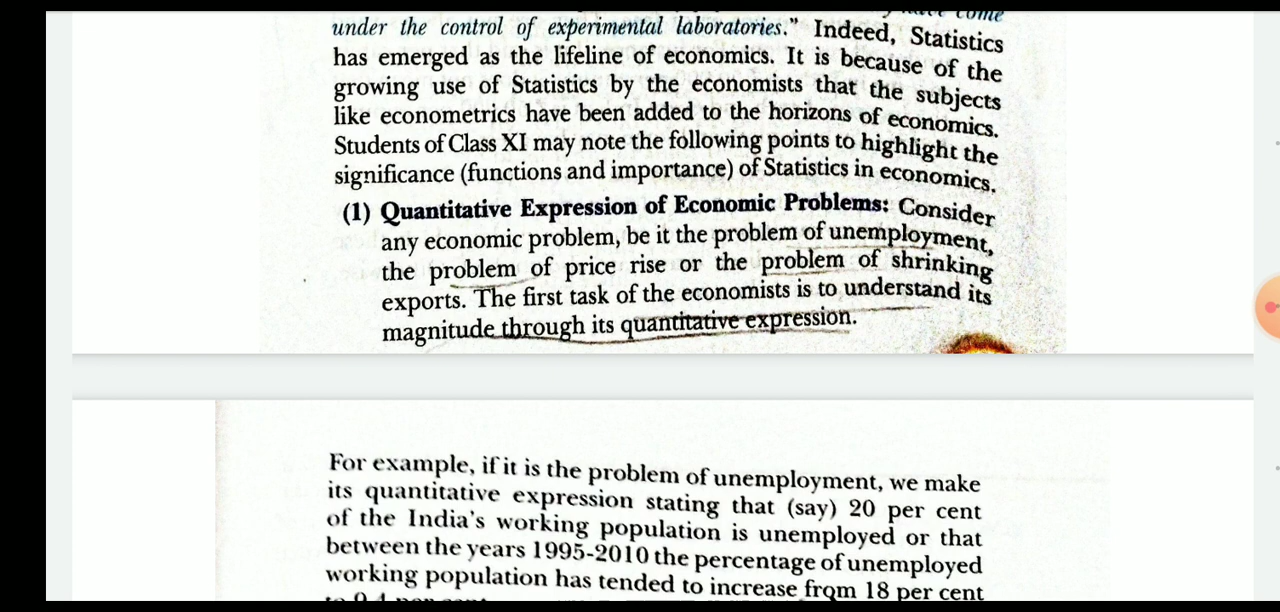 have come
under the control of experimental laboratories." Indeed, Statistics
has emerged as the lifeline of economics. It is because of the
growing use of Statistics by the economists that the subjects
like econometrics have been added to the horizons of economics.
Students of Class XI may note the following points to highlight the
significance (functions and importance) of Statistics in economics.
(1) Quantitative Expression of Economic Problems: Consider
any economic problem, be it the problem of unemployment,
the problem of price rise or the problem of shrinking
exports. The first task of the economists is to understand its
magnitude through its quantitative expression.
For example, if it is the problem of unemployment, we make
its quantitative expression stating that (say) 20 per cent
of the India's working population is unemployed or that
between the years 1995-2010 the percentage of unemployed
working population has tended to increase from 18 per cent